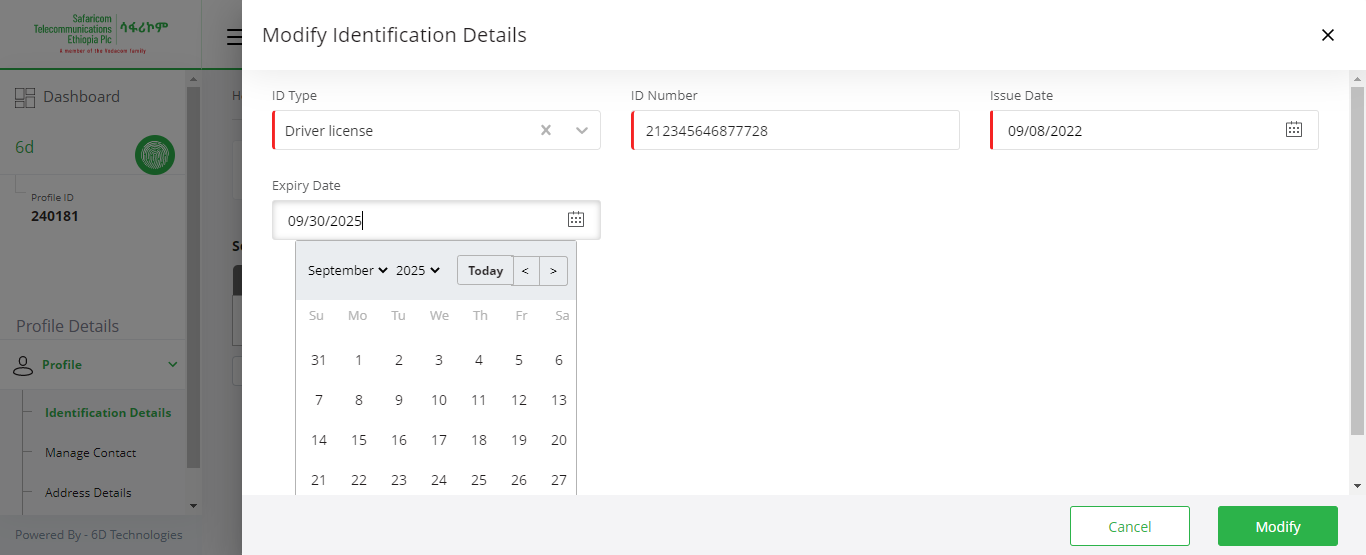 Safaricom
Telecommunications
Ethiopia Plc
ሳፋሪኮም
A member of the Vodacom family
Dashboard
6d
Profile ID
240181
Profile Details
Profile
Identification Details
Manage Contact
Address Details
Powered By - 6D Technologies
Modify Identification Details
ID Type
Driver license
ID Number
212345646877728
Issue Date
09/08/2022
Expiry Date
09/30/2025
September 2025 Today < >
Su Mo Tu We Th Fr Sa
31 1 2 3 4 5 6
7 8 9 10 11 12 13
14 15 16 17 18 19 20
21 22 23 24 25 26 27
Cancel Modify